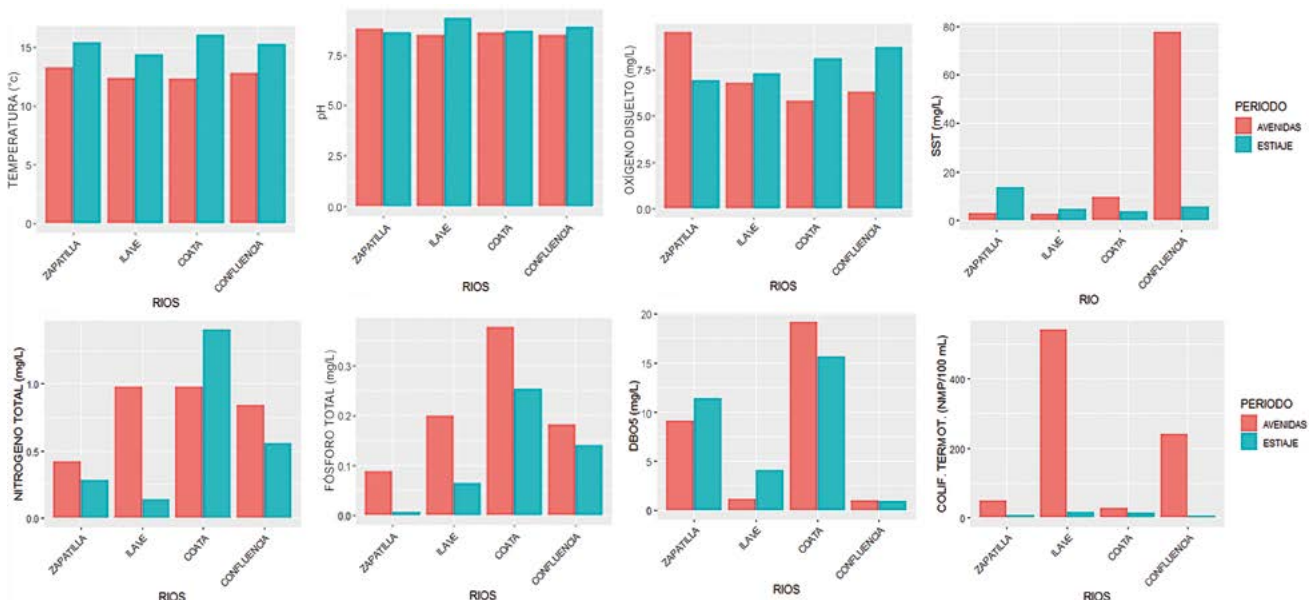 TEMPERATURA (°c)
15
10
5
0
ZAPATILLA
ILAVE
COATA
CONFLUENCIA
RIOS
pH
7.5
5.0
2.5
0.0
ZAPATILLA
ILAVE
COATA
CONFLUENCIA
RIOS
OXÍGENO DISUELTO (mg/L)
7.5
5.0
2.5
0.0
ZAPATILLA
ILAVE
COATA
CONFLUENCIA
RIOS
SST (mg/L)
80
60
40
20
0
ZAPATILLA
ILAVE
COATA
CONFLUENCIA
RIO
PERIODO
AVENIDAS
ESTIAJE
NITROGENO TOTAL (mg/L)
1.0
0.5
0.0
ZAPATILLA
ILAVE
COATA
CONFLUENCIA
RIOS
FÓSFORO TOTAL (mg/L)
0.3
0.2
0.1
0.0
ZAPATILLA
ILAVE
COATA
CONFLUENCIA
RIOS
DBO5 (mg/L)
20
15
10
5
0
ZAPATILLA
ILAVE
COATA
CONFLUENCIA
RIOS
COLIF. TERMOT. (NMP/100 mL)
400
200
0
ZAPATILLA
ILAVE
COATA
CONFLUENCIA
RIOS
PERIODO
AVENIDAS
ESTIAJE